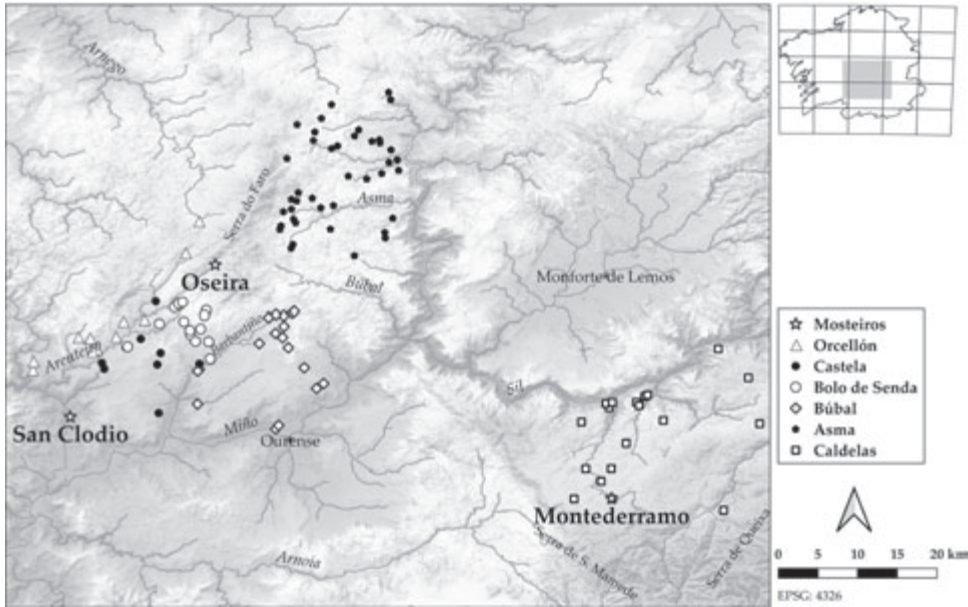 Arnego
Serra do Faro
Asma
Oseira
Búbal
Monforte de Lemos
Barbantiño
Arenteiro
Sil
San Clodio
Miño
Ourense
Montederramo
Arnoia
Serra de S. Mamede
Serra de Queixa
Mosteiros
Orcellón
Castela
Bolo de Senda
Búbal
Asma
Caldelas
0 5 10 15 20 km
EPSG: 4326